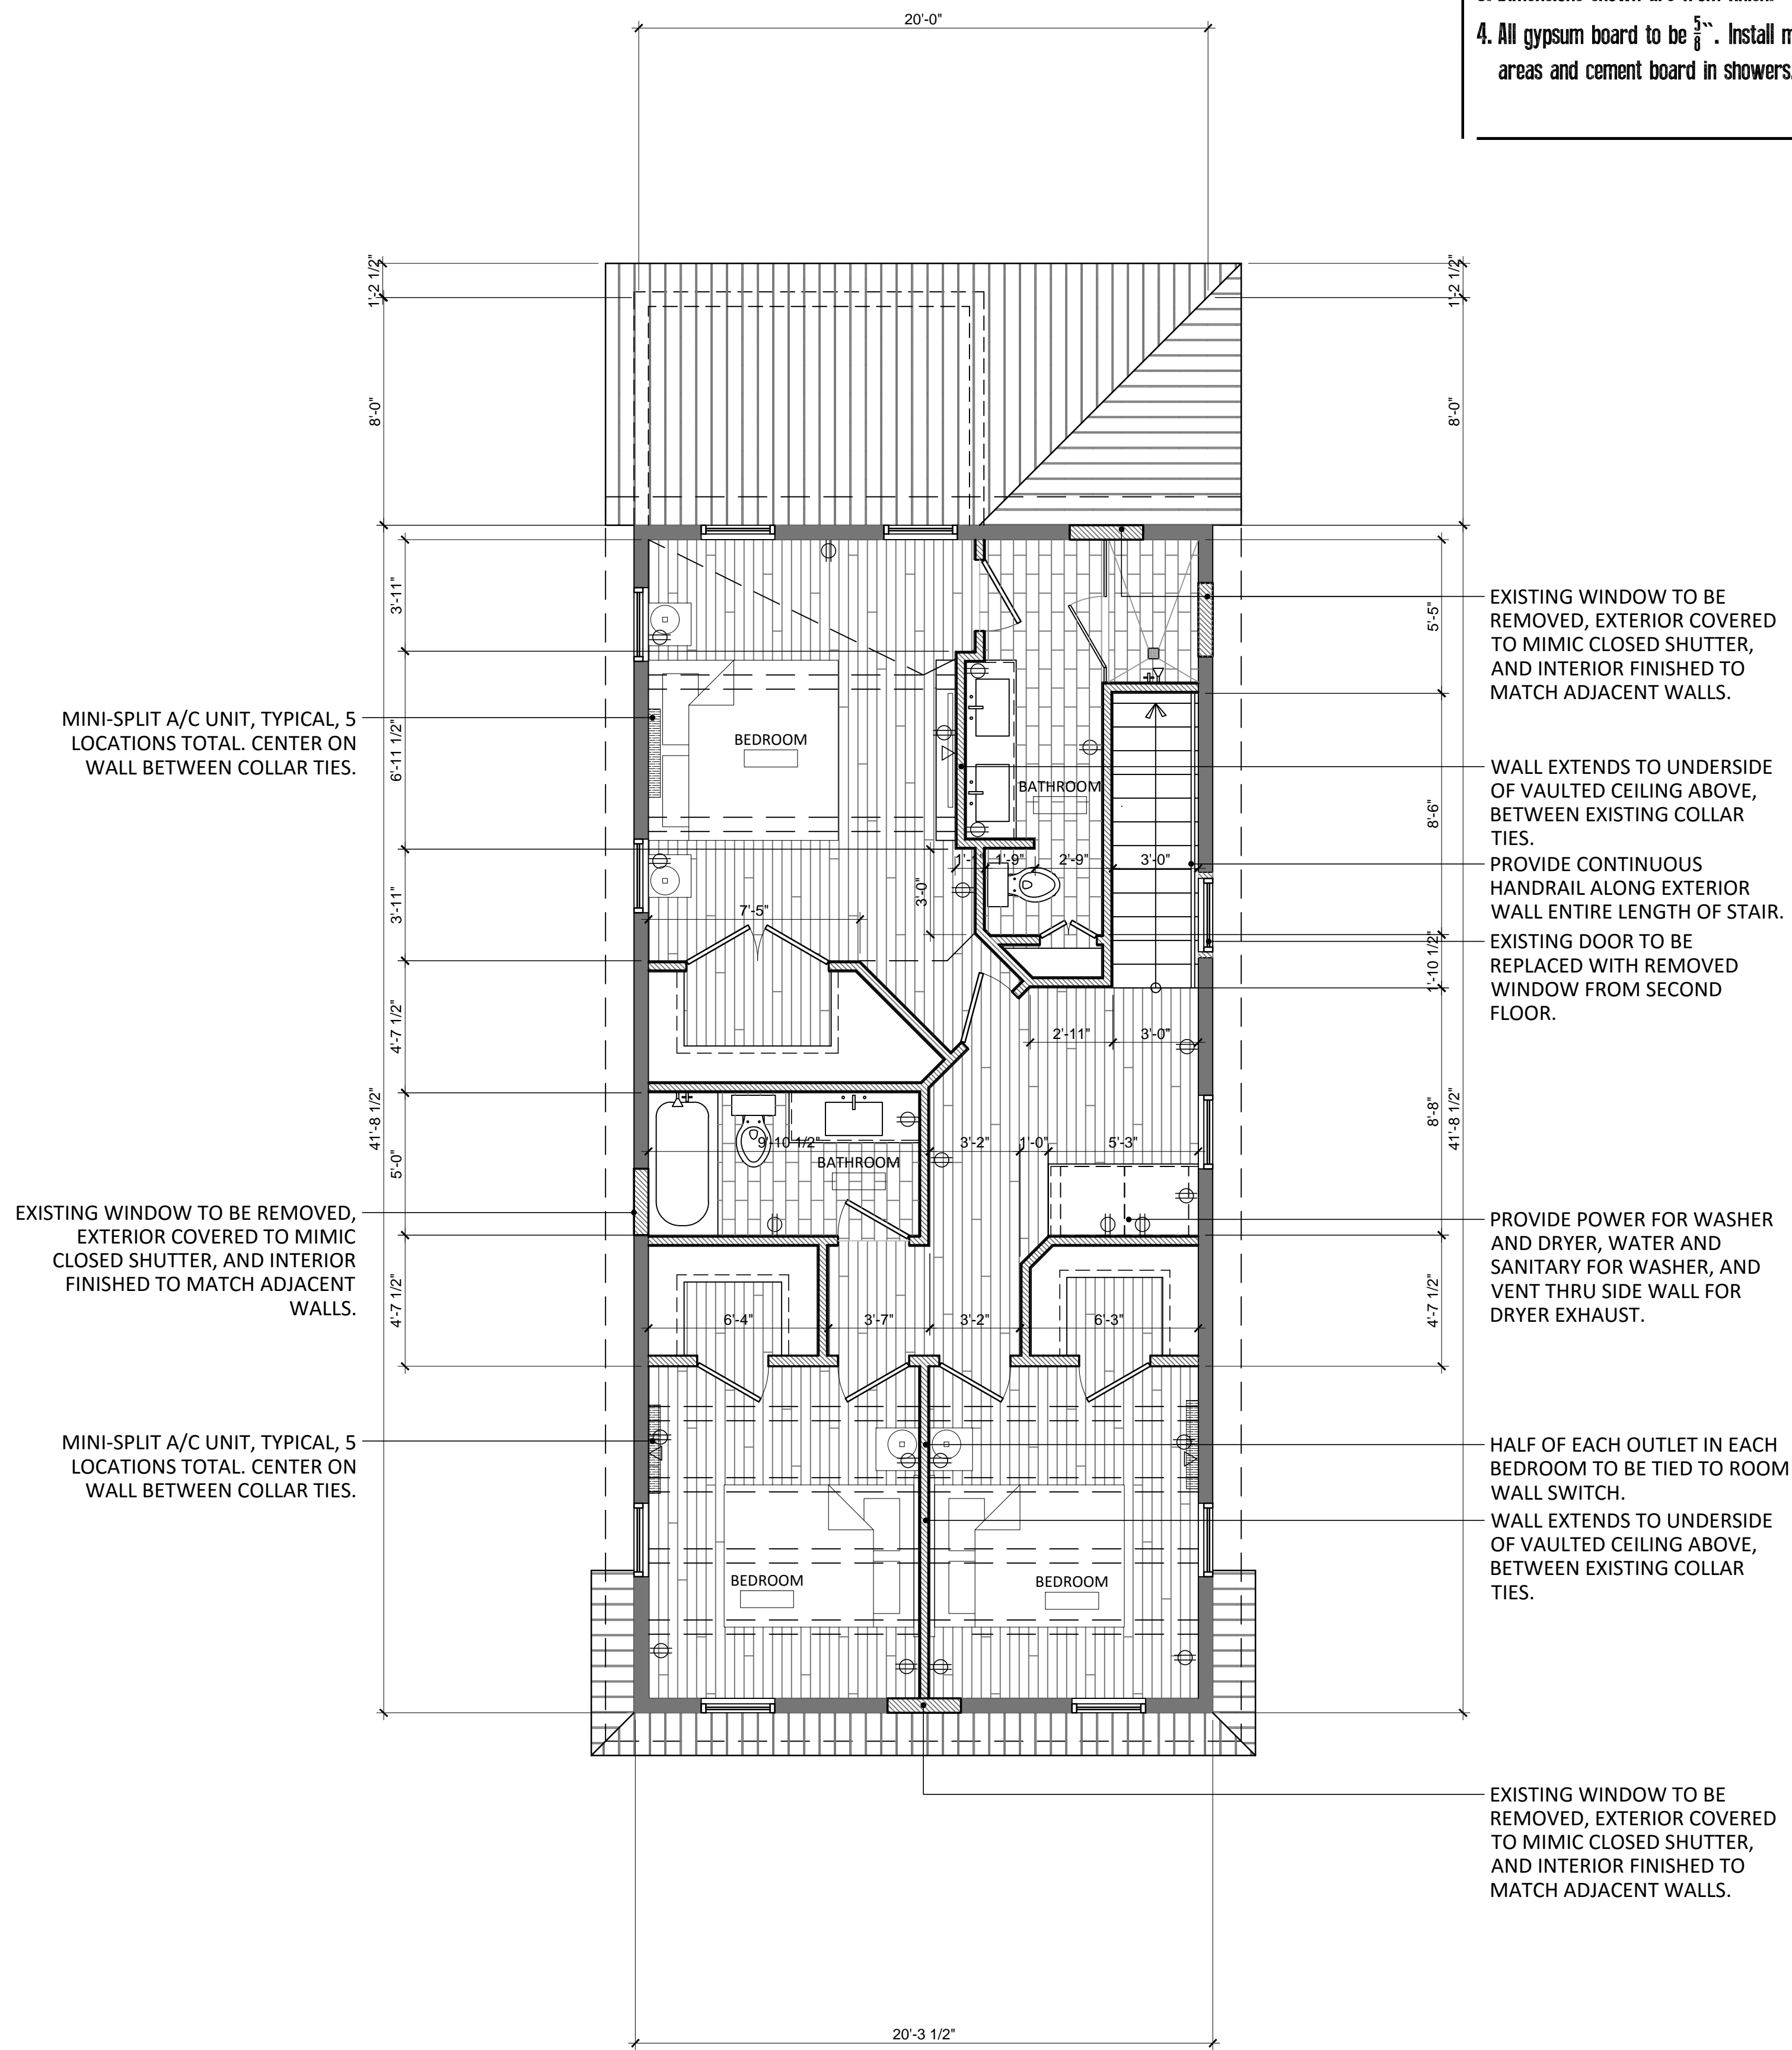 4. All gypsum board to be 5/8``. Install
areas and cement board in showers.
20'-0"
1'-2 1/2"
1'-2 1/2"
8'-0"
8'-0"
3'-11"
5'-5"
EXISTING WINDOW TO BE
REMOVED, EXTERIOR COVERED
TO MIMIC CLOSED SHUTTER,
AND INTERIOR FINISHED TO
MATCH ADJACENT WALLS.
MINI-SPLIT A/C UNIT, TYPICAL, 5
LOCATIONS TOTAL. CENTER ON
WALL BETWEEN COLLAR TIES.
6'-11 1/2"
BEDROOM
BATHROOM
8'-6"
WALL EXTENDS TO UNDERSIDE
OF VAULTED CEILING ABOVE,
BETWEEN EXISTING COLLAR
TIES.
1'-1"
1'-9"
2'-9"
3'-0"
PROVIDE CONTINUOUS
HANDRAIL ALONG EXTERIOR
WALL ENTIRE LENGTH OF STAIR.
3'-11"
7'-5"
3'-0"
1'-10 1/2"
EXISTING DOOR TO BE
REPLACED WITH REMOVED
WINDOW FROM SECOND
FLOOR.
4'-7 1/2"
2'-11"
3'-0"
41'-8 1/2"
5'-0"
9'-10 1/2"
BATHROOM
3'-2"
1'-0"
5'-3"
8'-8"
41'-8 1/2"
EXISTING WINDOW TO BE REMOVED,
EXTERIOR COVERED TO MIMIC
CLOSED SHUTTER, AND INTERIOR
FINISHED TO MATCH ADJACENT
WALLS.
PROVIDE POWER FOR WASHER
AND DRYER, WATER AND
SANITARY FOR WASHER, AND
VENT THRU SIDE WALL FOR
DRYER EXHAUST.
4'-7 1/2"
6'-4"
3'-7"
3'-2"
6'-3"
4'-7 1/2"
MINI-SPLIT A/C UNIT, TYPICAL, 5
LOCATIONS TOTAL. CENTER ON
WALL BETWEEN COLLAR TIES.
HALF OF EACH OUTLET IN EACH
BEDROOM TO BE TIED TO ROOM
WALL SWITCH.
WALL EXTENDS TO UNDERSIDE
OF VAULTED CEILING ABOVE,
BETWEEN EXISTING COLLAR
TIES.
BEDROOM
BEDROOM
EXISTING WINDOW TO BE
REMOVED, EXTERIOR COVERED
TO MIMIC CLOSED SHUTTER,
AND INTERIOR FINISHED TO
MATCH ADJACENT WALLS.
20'-3 1/2"